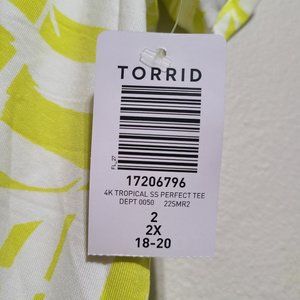 TORRID
17206796
4K TROPICAL SS PERFECT TEE
DEPT 0050 22SMR2
2
2X
18-20